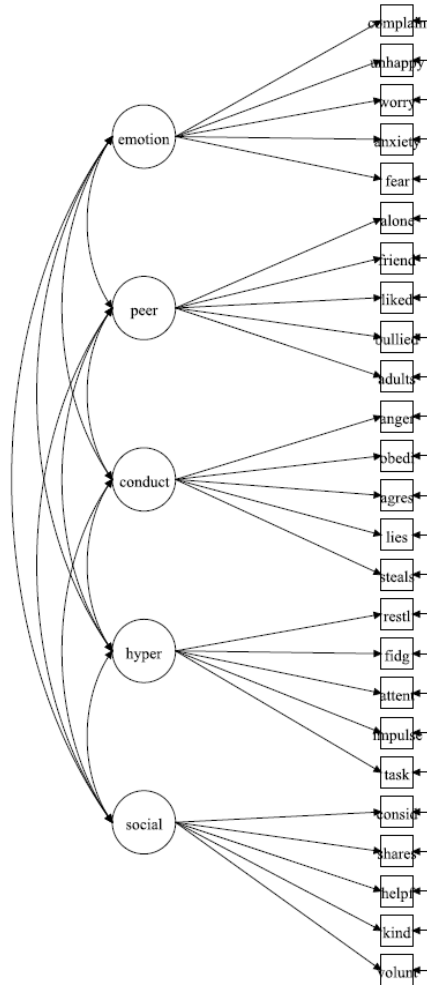 complain
unhappy
worry
emotion
anxiety
fear
alone
friend
liked
peer
bullied
adults
anger
obedi
conduct
agres
lies
steals
restl
hyper
fidg
attent
impulse
task
consid
social
shares
helpf
kind
volunt